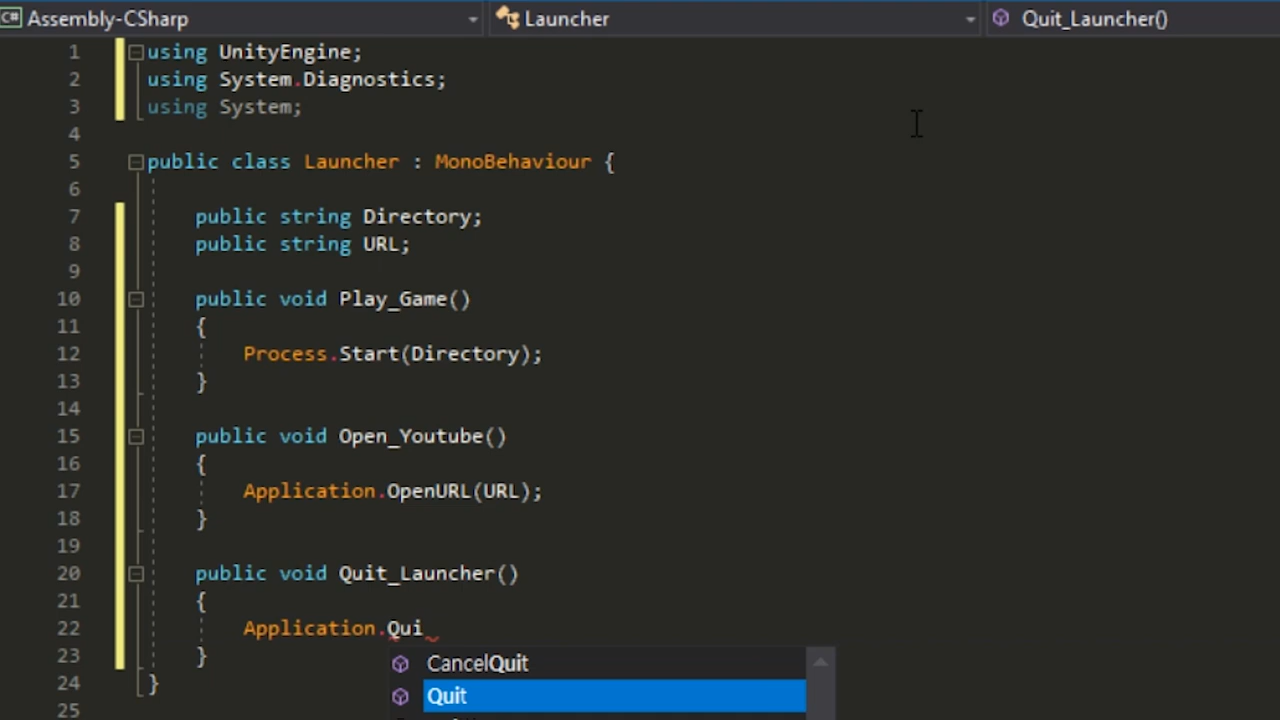 C# Assembly-CSharp Launcher Quit_Launcher()
1 using UnityEngine;
2 using System.Diagnostics;
3 using System;
4
5 public class Launcher : MonoBehaviour {
6
7 public string Directory;
8 public string URL;
9
10 public void Play_Game()
11 {
12 Process.Start(Directory);
13 }
14
15 public void Open_Youtube()
16 {
17 Application.OpenURL(URL);
18 }
19
20 public void Quit_Launcher()
21 {
22 Application.Qui
23 }
CancelQuit
24 }
Quit
25